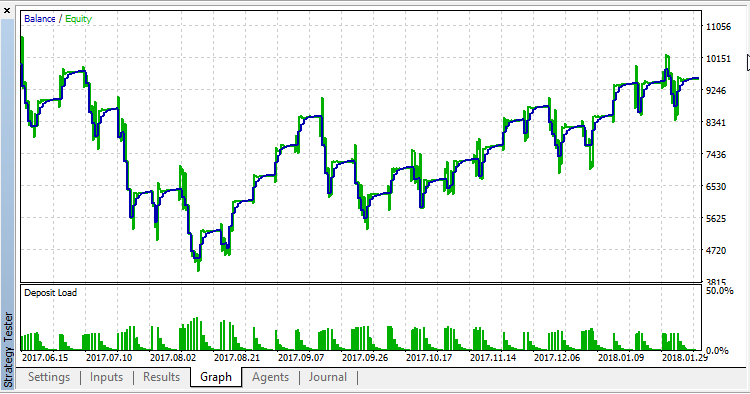 Balance / Equity
11056
10151
9246
8341
7436
6530
5625
4720
3815
Deposit Load
50.0%
0.0%
2017.06.15 2017.07.10 2017.08.02 2017.08.21 2017.09.07 2017.09.26 2017.10.17 2017.11.14 2017.12.06 2018.01.09 2018.01.29
Strategy Tester
Settings | Inputs | Results | Graph | Agents | Journal |